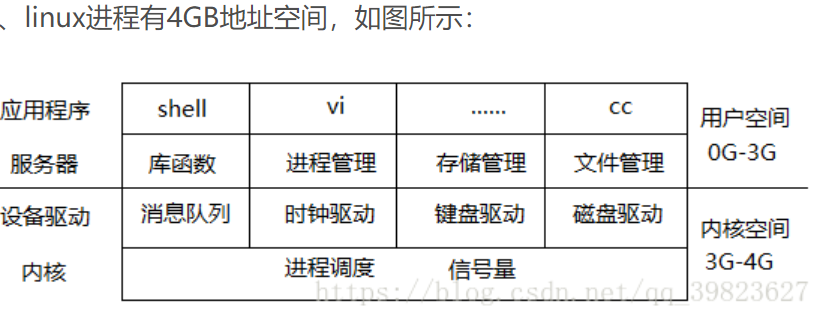 、linux进程有4GB地址空间，如图所示：
应用程序 shell vi ...... cc 用户空间
服务器 库函数 进程管理 存储管理 文件管理 0G-3G
设备驱动 消息队列 时钟驱动 键盘驱动 磁盘驱动 内核空间
内核 进程调度 信号量 3G-4G
https://blog.csdn.net/qq_39823627